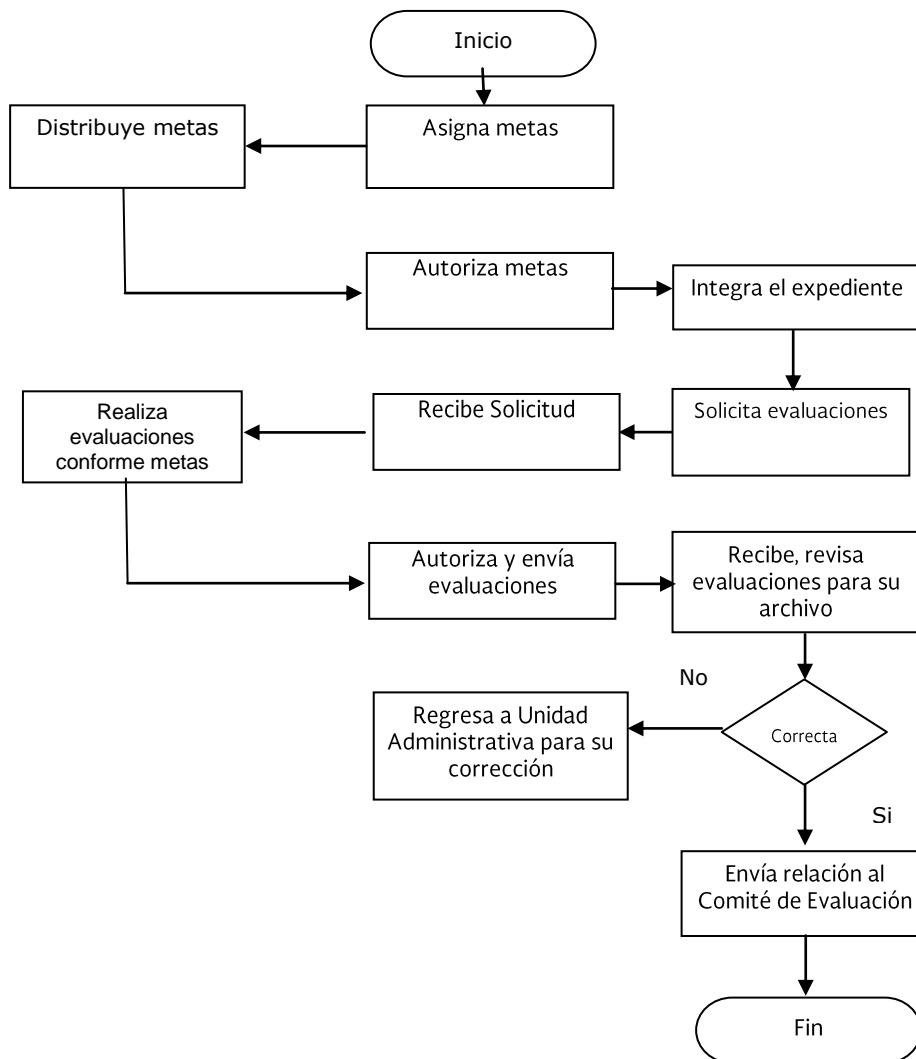 Inicio
Distribuye metas
Asigna metas
Autoriza metas
Integra el expediente
Realiza
evaluaciones
conforme metas
Recibe Solicitud
Solicita evaluaciones
Autoriza y envía
evaluaciones
Recibe, revisa
evaluaciones para su
archivo
No
Regresa a Unidad
Administrativa para su
corrección
Correcta
Si
Envía relación al
Comité de Evaluación
Fin